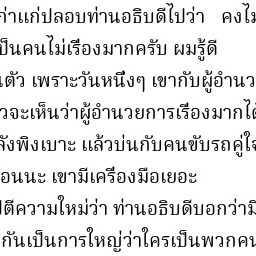 ก่าแก่ปลอบท่านอธิบดีไปว่า คงไม
ป็นคนไม่เรื่องมากครับ ผมรู้ดี
นตัว เพราะวันหนึ่งๆ เขากับผู้อำนว
วจะเห็นว่าผู้อำนวยการเรื่องมากได้
ลังพิงเบาะ แล้วบ่นกับคนขับรถคู่ใจ
อนนะ เขามีเครื่องมือเยอะ
ปัติความใหม่ว่า ท่านอธิบดีบอกว่ามี
กันเป็นการใหญ่ว่าใครเป็นพวกคน